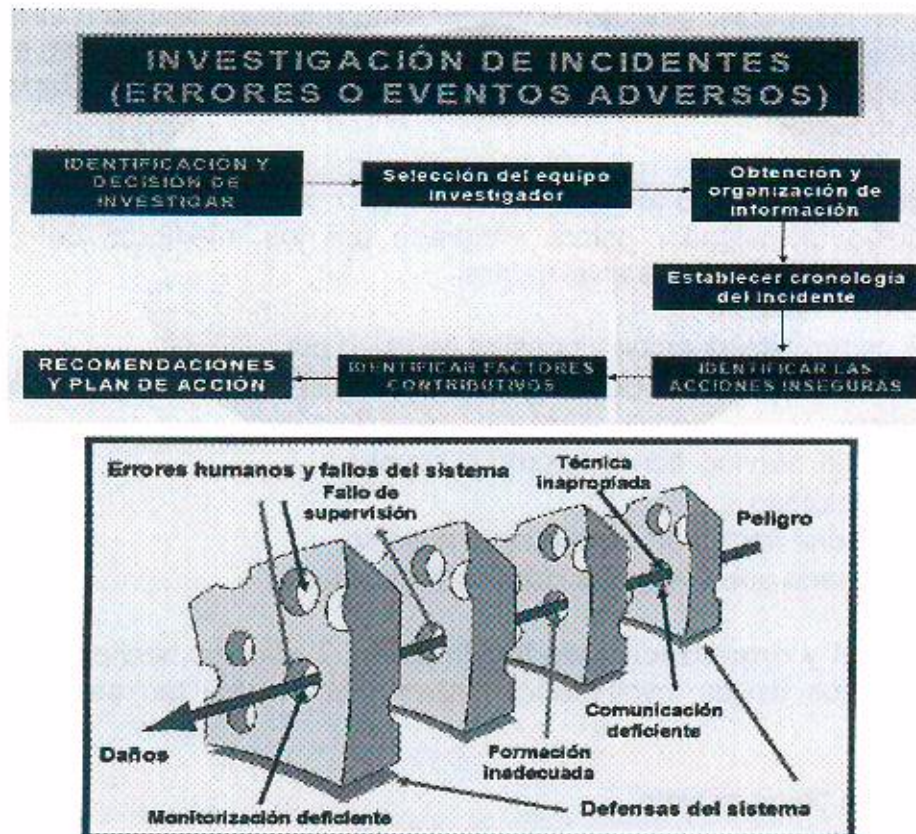 INVESTIGACIÓN DE INCIDENTES
(ERRORES O EVENTOS ADVERSOS)
IDENTIFICACIÓN Y
DECISIÓN DE
INVESTIGAR
Selección del equipo
investigador
Obtención y
organización de
información
Establecer cronología
del incidente
IDENTIFICAR LAS
ACCIONES INSEGURAS
IDENTIFICAR FACTORES
CONTRIBUTIVOS
RECOMENDACIONES
Y PLAN DE ACCIÓN
Errores humanos y fallos del sistema
Fallo de
supervisión
Técnica
inapropiada
Peligro
Daños
Monitorización deficiente
Formación
inadecuada
Comunicación
deficiente
Defensas del sistema